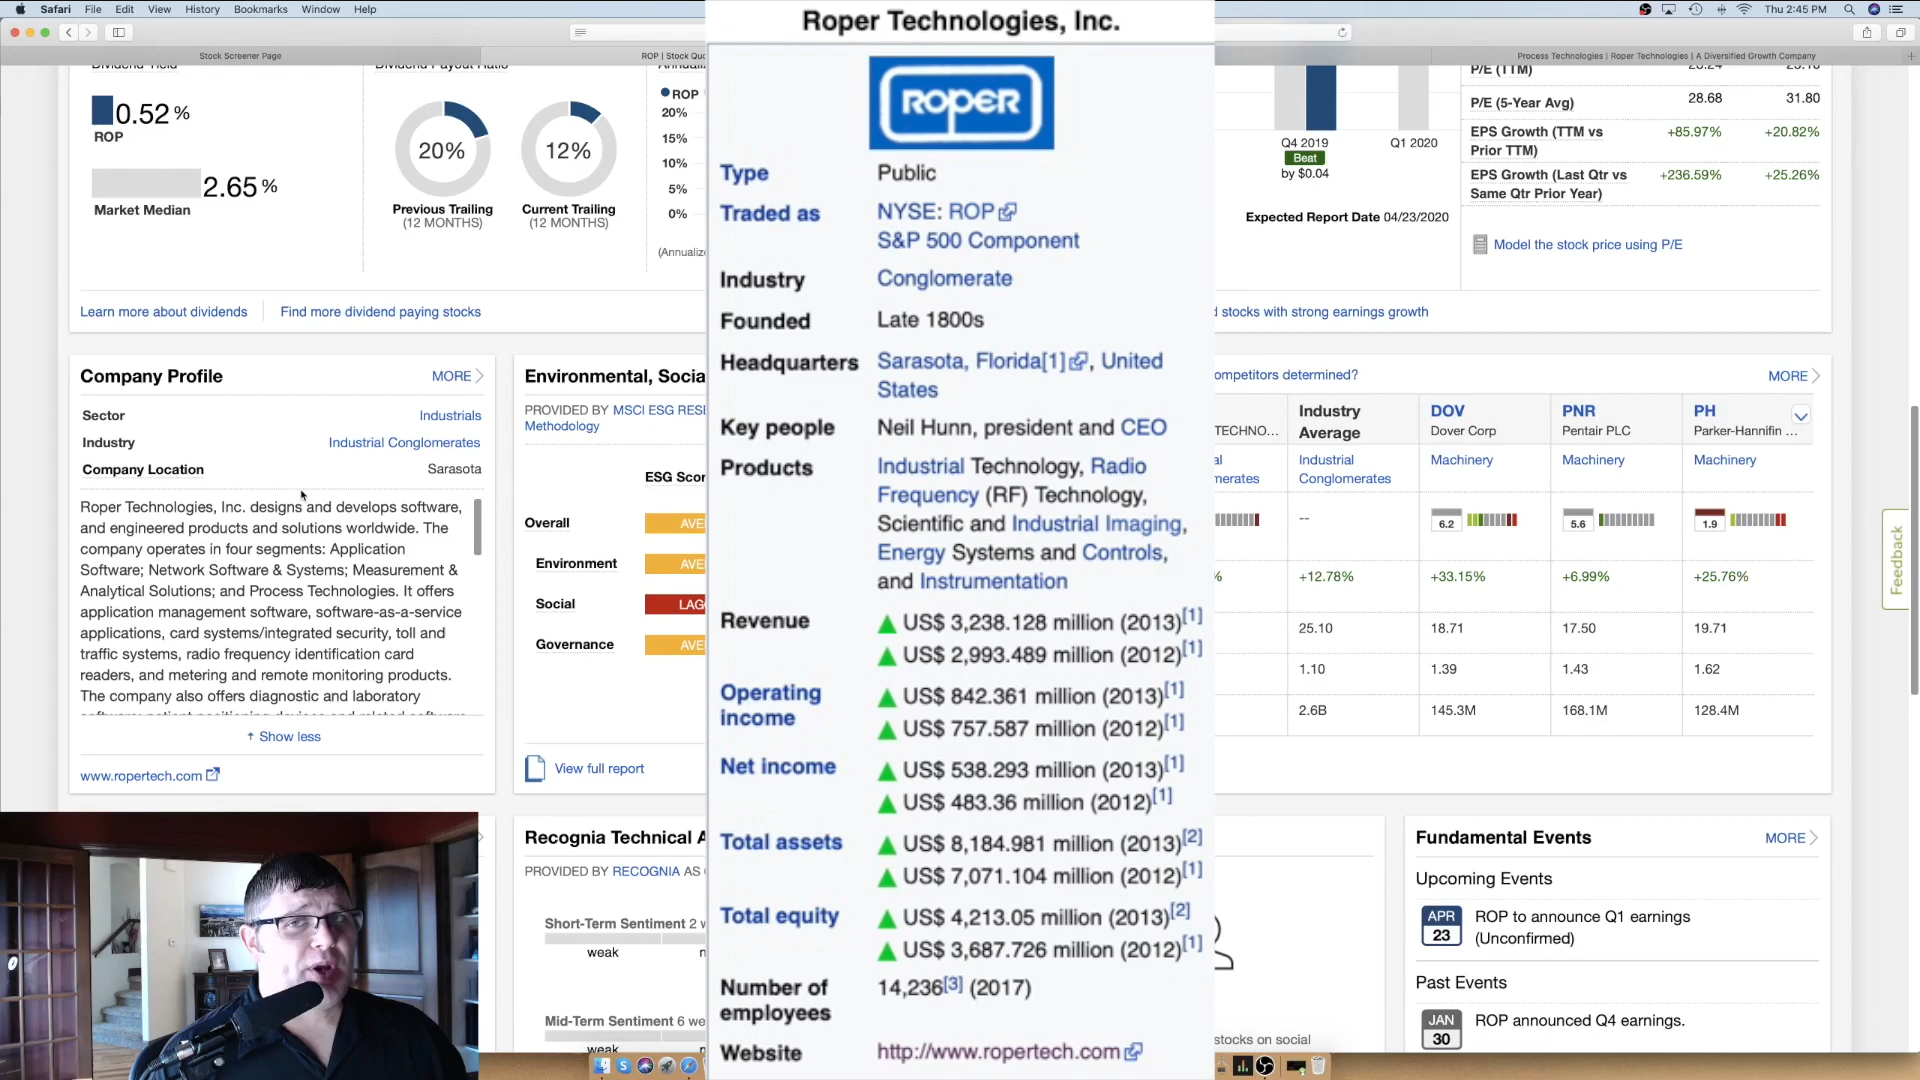 Safari File Edit View History Bookmarks Window Help
Thu 2:45 PM
Stock Screener Page
ROP | Stock Quo
Process Technologies | Roper Technologies | A Diversified Growth Company
Dividend Payout Ratio
0.52 %
ROP
2.65 %
Market Median
20%
12%
Previous Trailing
(12 MONTHS)
Current Trailing
(12 MONTHS)
ROP
20%
15%
10%
5%
0%
(Annualiz
Learn more about dividends
Find more dividend paying stocks
Company Profile
MORE
Sector
Industrials
Industry
Industrial Conglomerates
Company Location
Sarasota
Roper Technologies, Inc. designs and develops software,
and engineered products and solutions worldwide. The
company operates in four segments: Application
Software; Network Software & Systems; Measurement &
Analytical Solutions; and Process Technologies. It offers
application management software, software-as-a-service
applications, card systems/integrated security, toll and
traffic systems, radio frequency identification card
readers, and metering and remote monitoring products.
The company also offers diagnostic and laboratory
Show less
www.ropertech.com
Environmental, Socia
PROVIDED BY MSCI ESG RESE
Methodology
ESG Scor
Overall
AVE
Environment
AVE
Social
LAG
Governance
AVE
View full report
Recognia Technical A
PROVIDED BY RECOGNIA AS
Short-Term Sentiment 2 w
weak
Mid-Term Sentiment 6 we
weak
Roper Technologies, Inc.
ROPER
Type Public
Traded as NYSE: ROP
S&P 500 Component
Industry Conglomerate
Founded Late 1800s
Headquarters Sarasota, Florida[1], United
States
Key people Neil Hunn, president and CEO
Products Industrial Technology, Radio
Frequency (RF) Technology,
Scientific and Industrial Imaging,
Energy Systems and Controls,
and Instrumentation
Revenue ▲ US$ 3,238.128 million (2013)[1]
▲ US$ 2,993.489 million (2012)[1]
Operating income ▲ US$ 842.361 million (2013)[1]
▲ US$ 757.587 million (2012)[1]
Net income ▲ US$ 538.293 million (2013)[1]
▲ US$ 483.36 million (2012)[1]
Total assets ▲ US$ 8,184.981 million (2013)[2]
▲ US$ 7,071.104 million (2012)[1]
Total equity ▲ US$ 4,213.05 million (2013)[2]
▲ US$ 3,687.726 million (2012)[1]
Number of employees 14,236[3] (2017)
Website http://www.ropertech.com
Q4 2019
Beat
by $0.04
Q1 2020
Expected Report Date 04/23/2020
P/E (TTM)
P/E (5-Year Avg) 28.68 31.80
EPS Growth (TTM vs
Prior TTM) +85.97% +20.82%
EPS Growth (Last Qtr vs
Same Qtr Prior Year) +236.59% +25.26%
Model the stock price using P/E
d stocks with strong earnings growth
ompetitors determined?
MORE
TECHNO...
Industry
Average
DOV
Dover Corp
PNR
Pentair PLC
PH
Parker-Hannifin ...
al
merates
Industrial
Conglomerates
Machinery
Machinery
Machinery
-- 6.2 5.6 1.9
% +12.78% +33.15% +6.99% +25.76%
25.10 18.71 17.50 19.71
1.10 1.39 1.43 1.62
2.6B 145.3M 168.1M 128.4M
Feedback
stocks on social
Fundamental Events
MORE
Upcoming Events
APR
23
ROP to announce Q1 earnings
(Unconfirmed)
Past Events
JAN
30
ROP announced Q4 earnings.